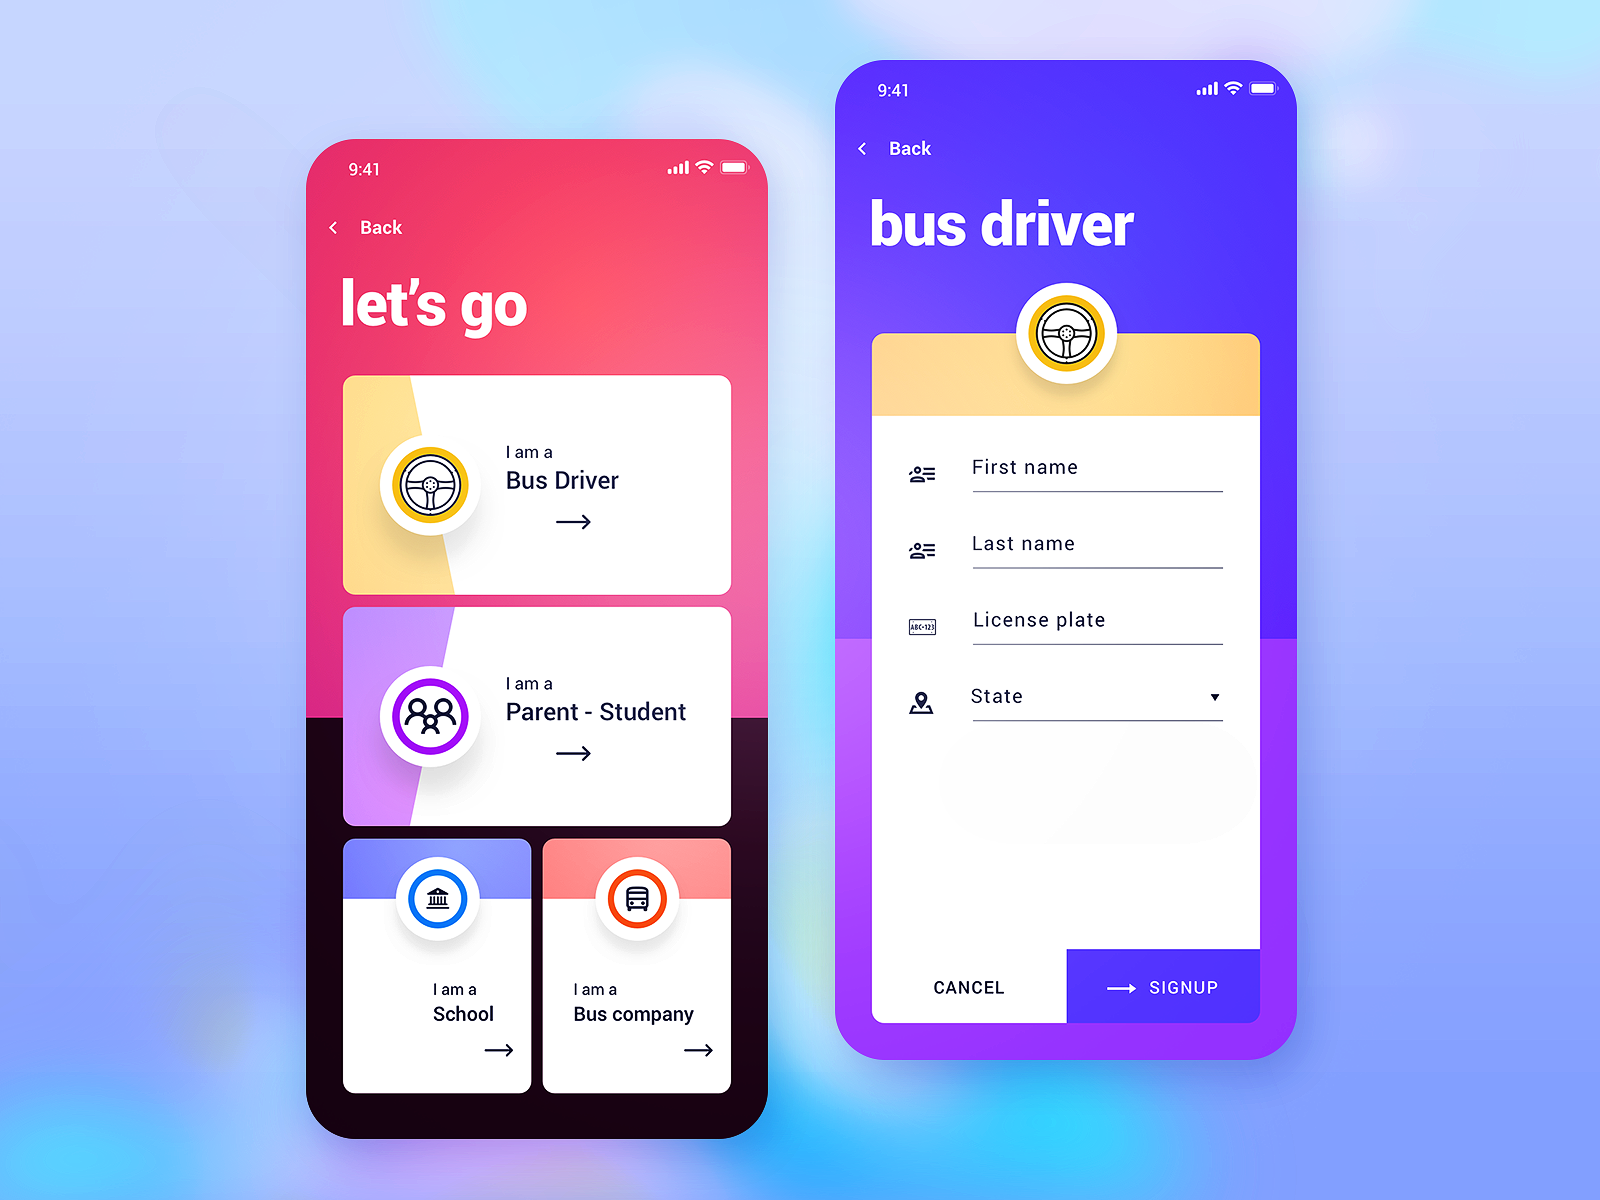 9:41
Back
let's go
I am a
Bus Driver
I am a
Parent - Student
I am a
School
I am a
Bus company
9:41
Back
bus driver
First name
Last name
ABC•123
License plate
State
CANCEL
SIGNUP